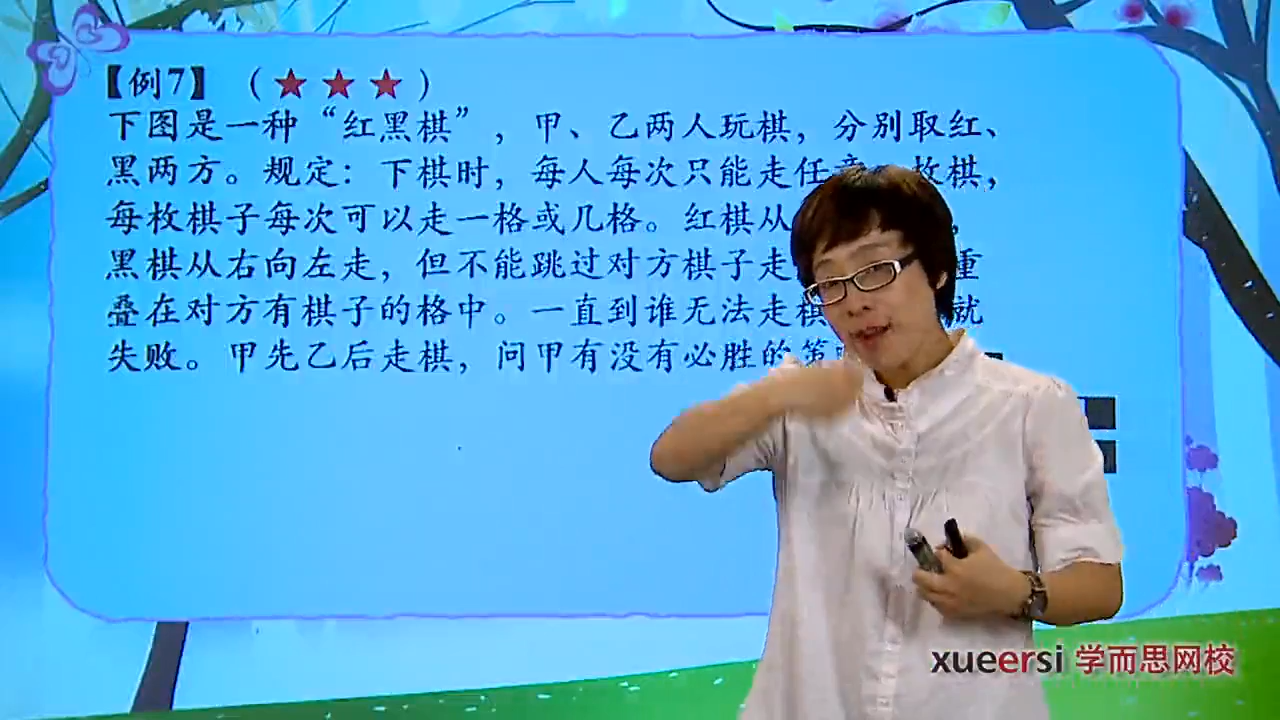 【例7】（★★★）
下图是一种“红黑棋”，甲、乙两人玩棋，分别取红、
黑两方。规定：下棋时，每人每次只能走任 枚棋，
每枚棋子每次可以走一格或几格。红棋从
黑棋从右向左走，但不能跳过对方棋子走 重
叠在对方有棋子的格中。一直到谁无法走棋 就
失败。甲先乙后走棋，问甲有没有必胜的
xueersi 学而思网校